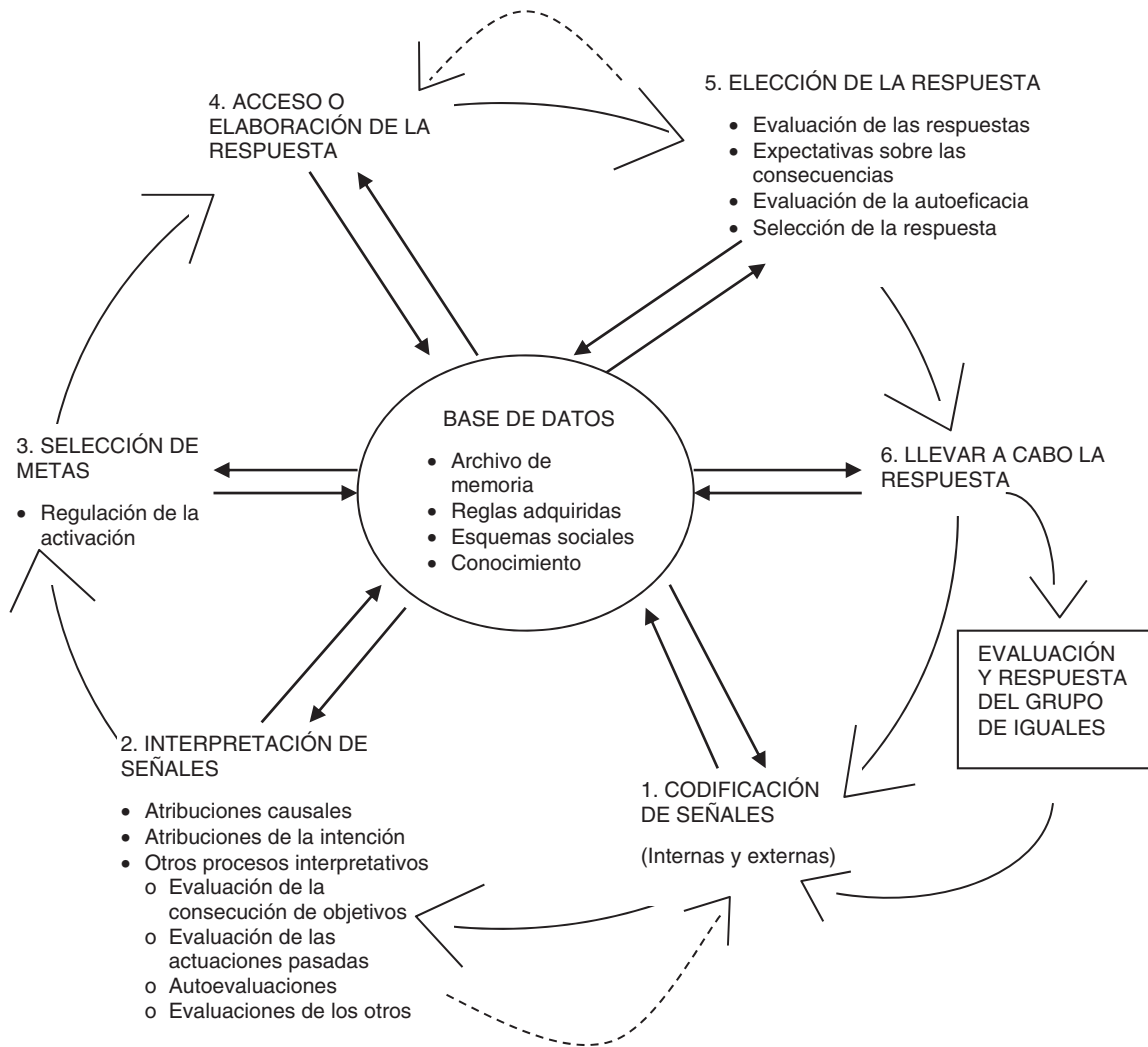 4. ACCESO O
ELABORACIÓN DE LA
RESPUESTA
5. ELECCIÓN DE LA RESPUESTA
• Evaluación de las respuestas
• Expectativas sobre las
consecuencias
• Evaluación de la autoeficacia
• Selección de la respuesta
3. SELECCIÓN DE
METAS
• Regulación de la
activación
BASE DE DATOS
• Archivo de
memoria
• Reglas adquiridas
• Esquemas sociales
• Conocimiento
6. LLEVAR A CABO LA
RESPUESTA
EVALUACIÓN
Y RESPUESTA
DEL GRUPO
DE IGUALES
2. INTERPRETACIÓN DE
SEÑALES
• Atribuciones causales
• Atribuciones de la intención
• Otros procesos interpretativos
o Evaluación de la
consecución de objetivos
o Evaluación de las
actuaciones pasadas
o Autoevaluaciones
o Evaluaciones de los otros
1. CODIFICACIÓN
DE SEÑALES
(Internas y externas)